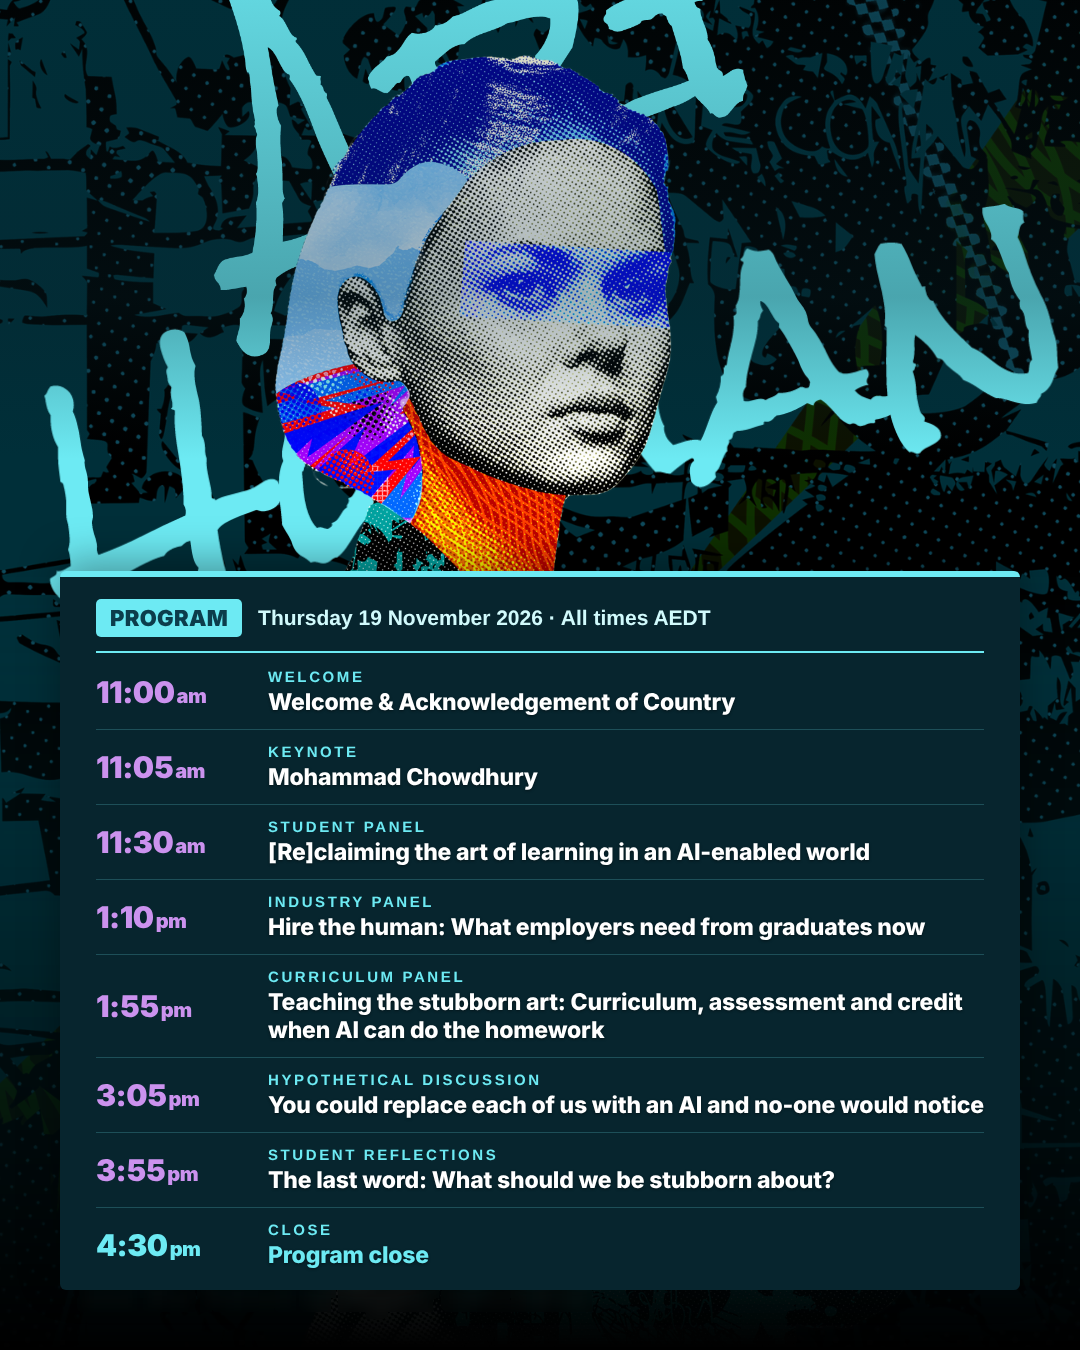 ART
HUMAN
PROGRAM Thursday 19 November 2026 · All times AEDT
11:00am
WELCOME
Welcome & Acknowledgement of Country
11:05am
KEYNOTE
Mohammad Chowdhury
11:30am
STUDENT PANEL
[Re]claiming the art of learning in an AI-enabled world
1:10pm
INDUSTRY PANEL
Hire the human: What employers need from graduates now
1:55pm
CURRICULUM PANEL
Teaching the stubborn art: Curriculum, assessment and credit
when AI can do the homework
3:05pm
HYPOTHETICAL DISCUSSION
You could replace each of us with an AI and no-one would notice
3:55pm
STUDENT REFLECTIONS
The last word: What should we be stubborn about?
4:30pm
CLOSE
Program close